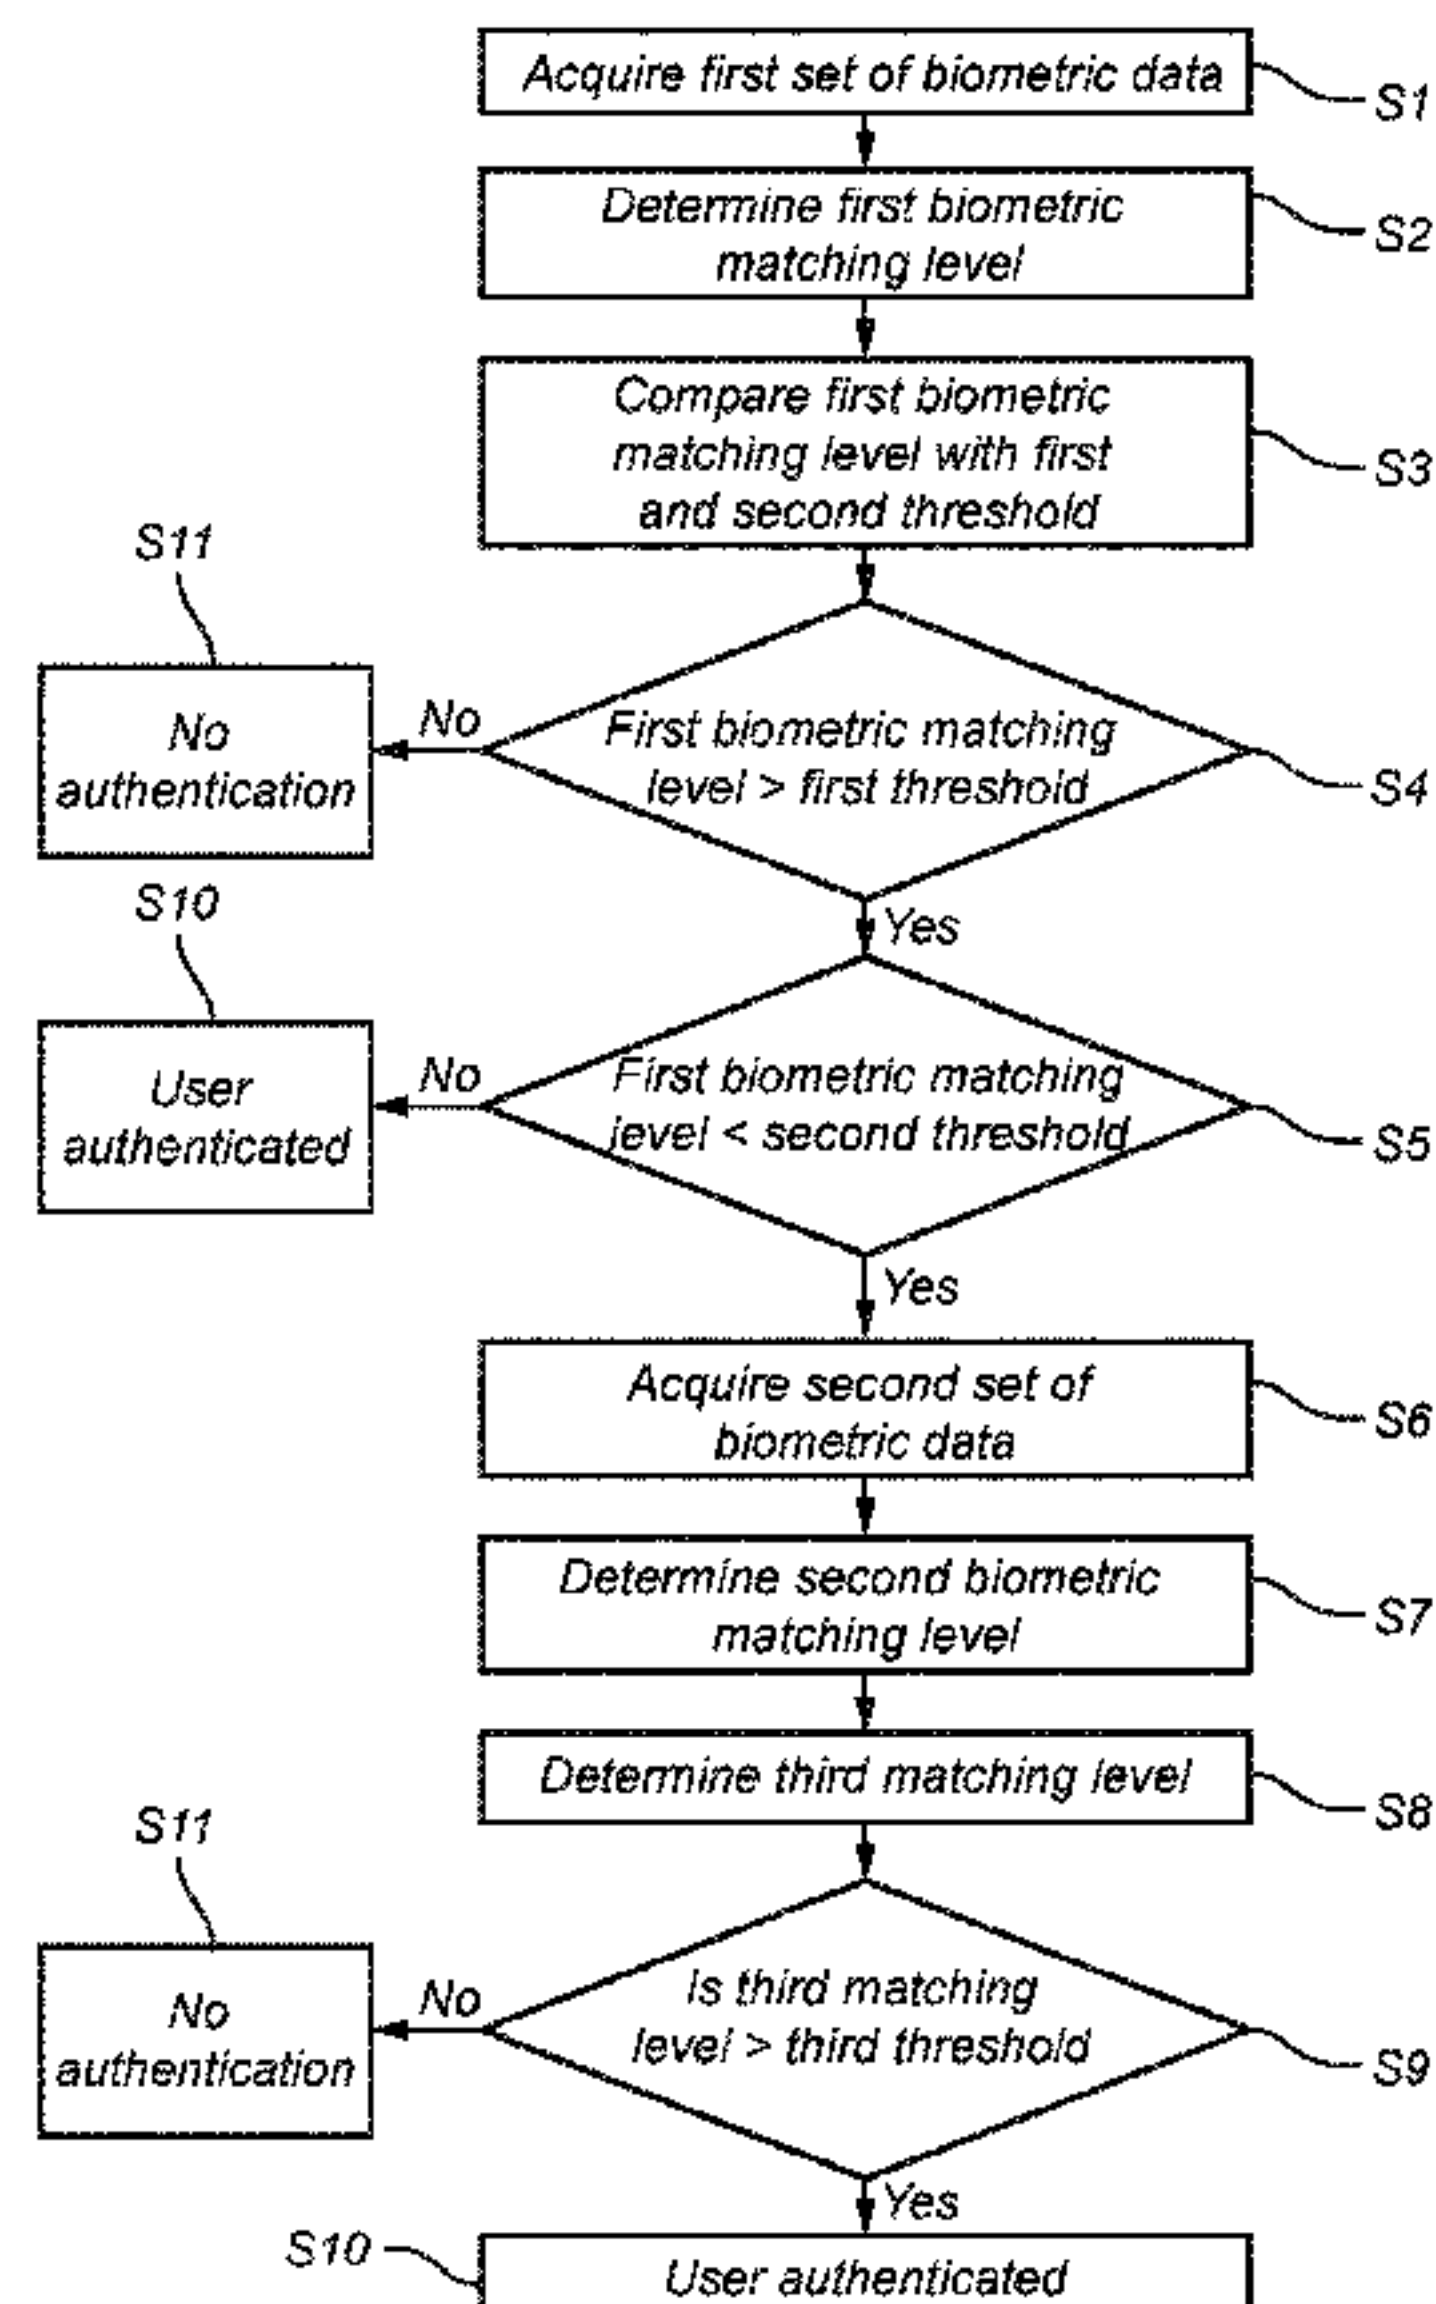 Acquire first set of biometric data
S1
Determine first biometric
matching level
S2
Compare first biometric
matching level with first
and second threshold
S3
S11
No
authentication
No
First biometric matching
level > first threshold
S4
Yes
S10
User
authenticated
No
First biometric matching
level < second threshold
S5
Yes
Acquire second set of
biometric data
S6
Determine second biometric
matching level
S7
Determine third matching level
S8
S11
No
authentication
No
Is third matching
level > third threshold
S9
Yes
S10
User authenticated